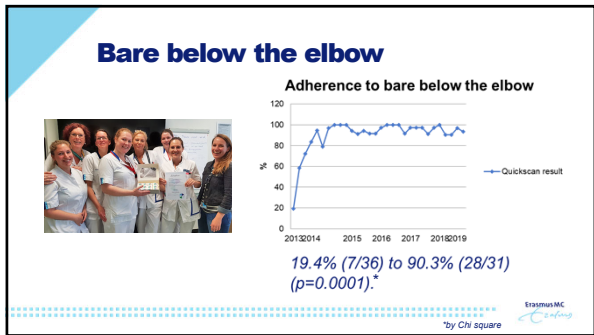 Bare below the elbow
Adherence to bare below the elbow
120
100
80
60
40
20
0
%
2013 2014 2015 2016 2017 2018 2019
Quickscan result
19.4% (7/36) to 90.3% (28/31)
(p=0.0001).*
*by Chi square
Erasmus MC
Erasmus